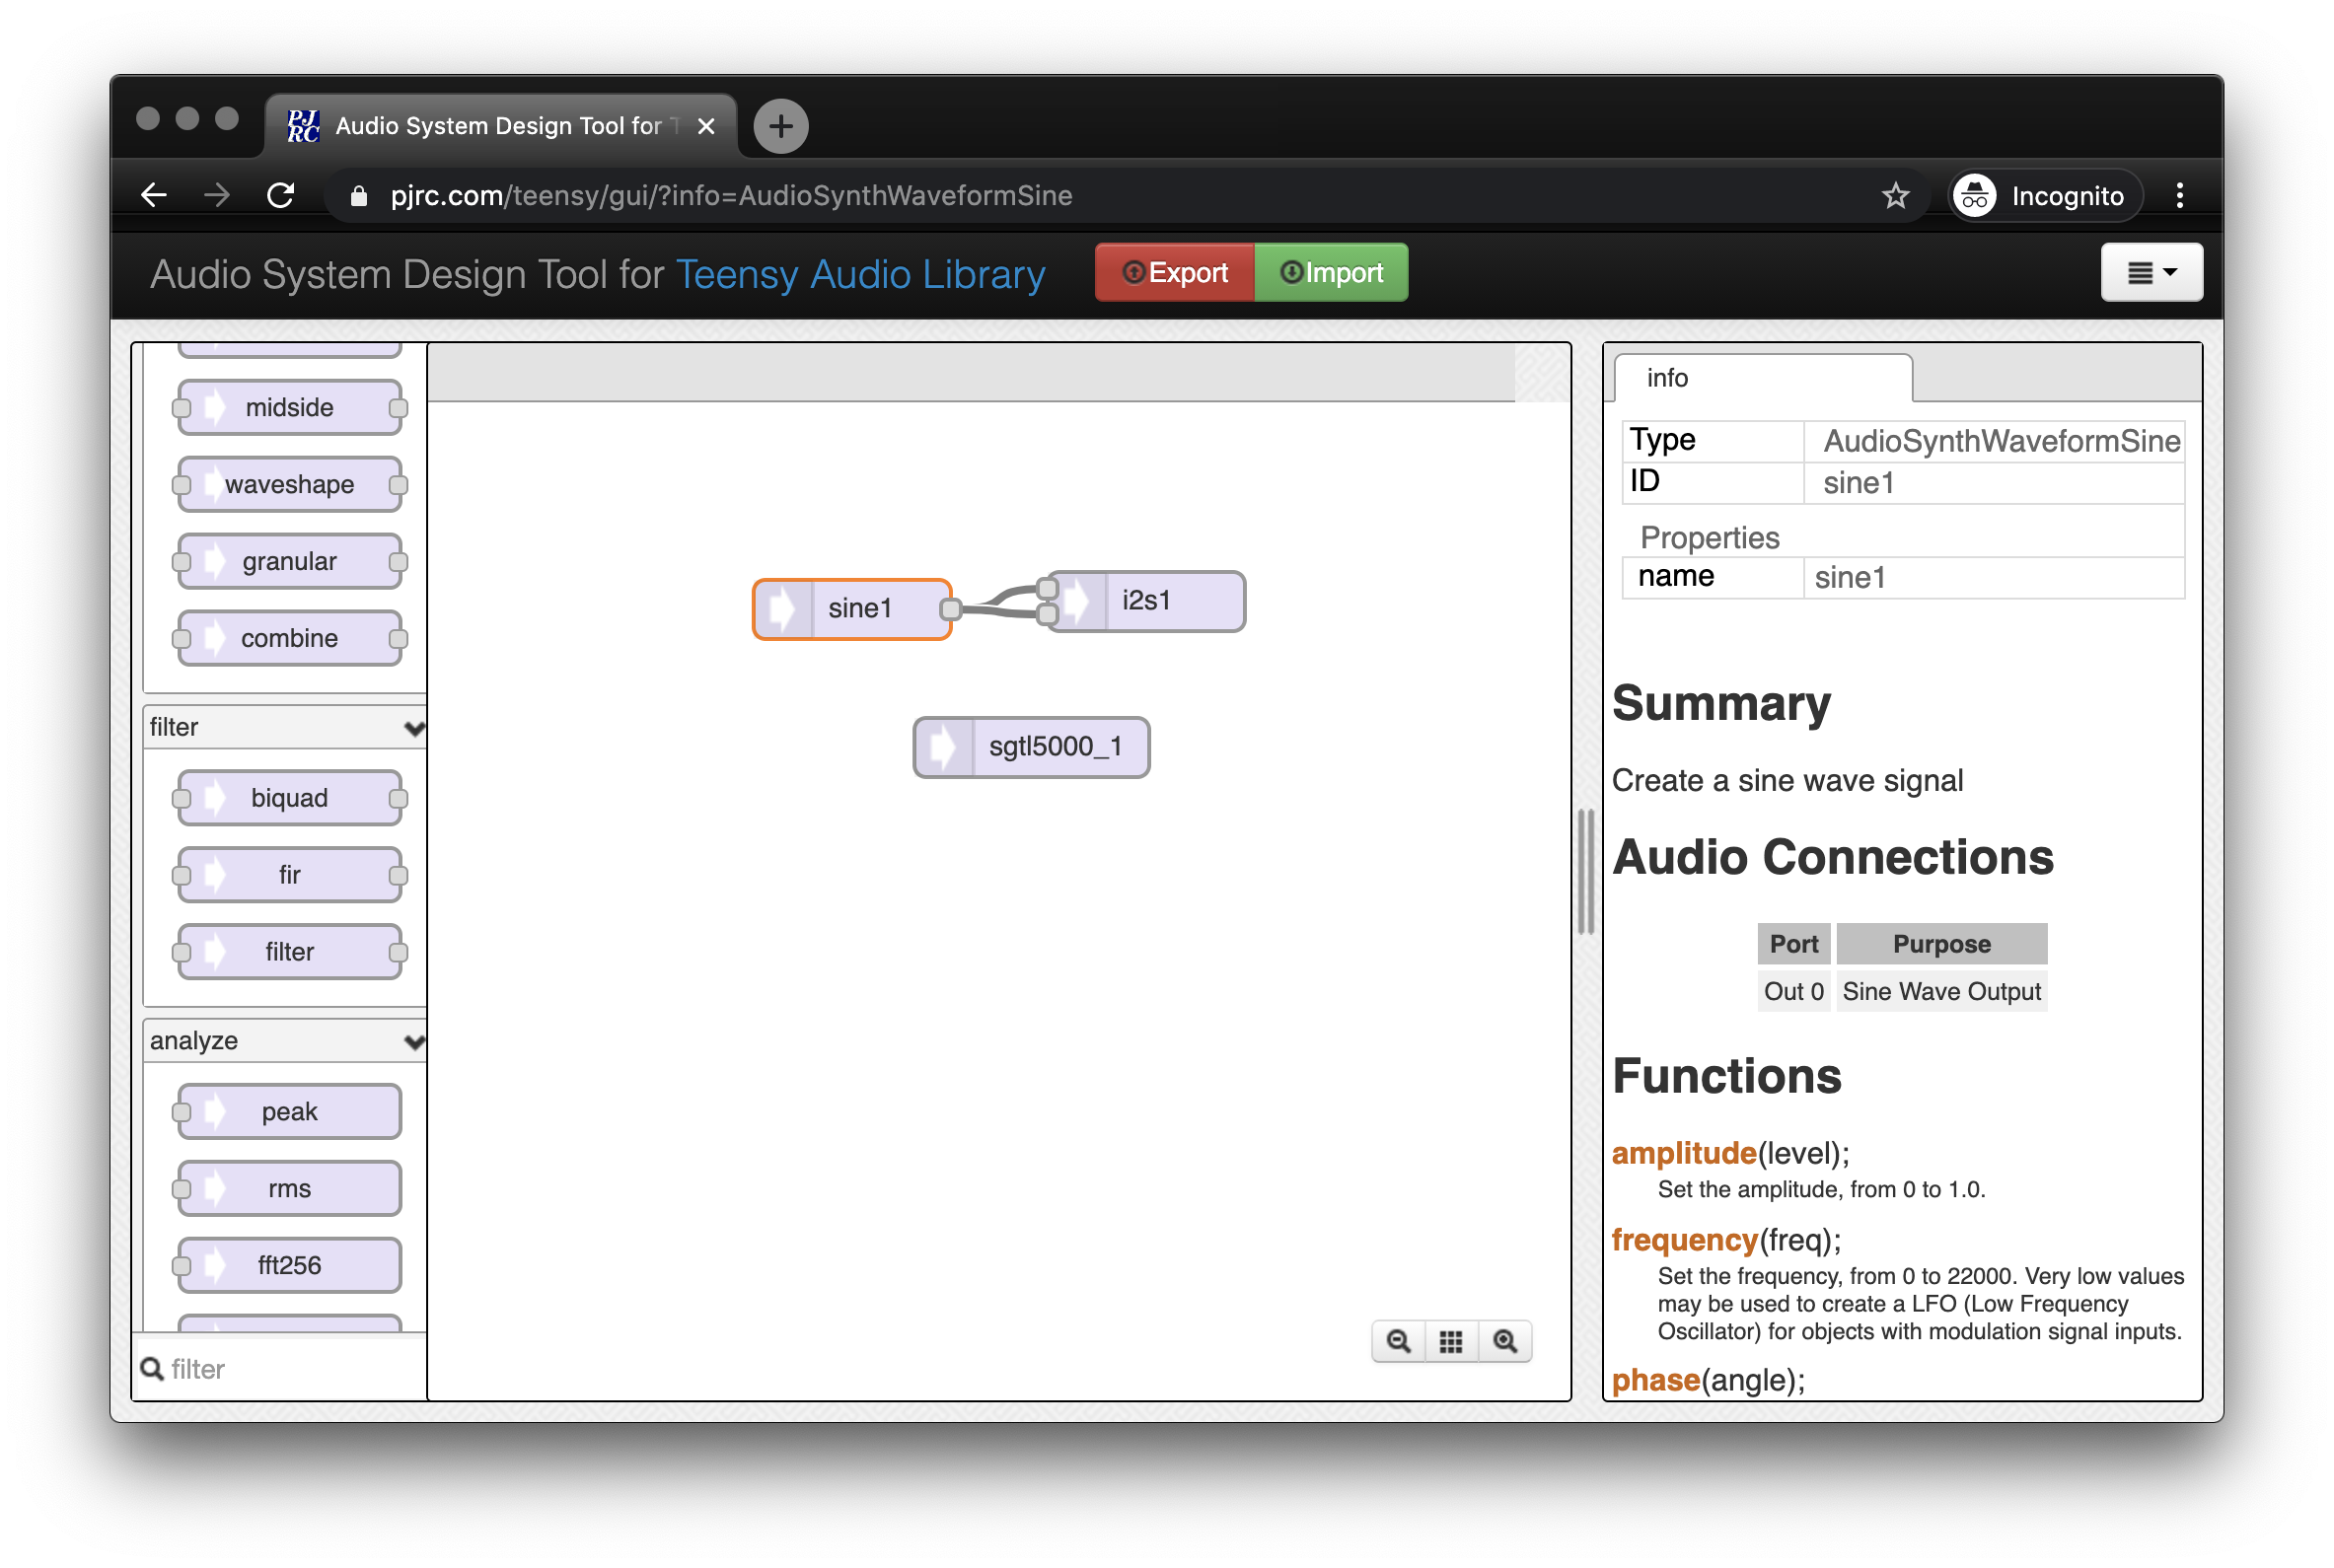 PJ
RC
Audio System Design Tool for T
pjrc.com/teensy/gui/?info=AudioSynthWaveformSine
Incognito
Audio System Design Tool for Teensy Audio Library
Export
Import
midside
waveshape
granular
combine
filter
biquad
fir
filter
analyze
peak
rms
fft256
filter
sine1
i2s1
sgtl5000_1
info
Type AudioSynthWaveformSine
ID sine1
Properties
name sine1
Summary
Create a sine wave signal
Audio Connections
Port Purpose
Out 0 Sine Wave Output
Functions
amplitude(level);
Set the amplitude, from 0 to 1.0.
frequency(freq);
Set the frequency, from 0 to 22000. Very low values
may be used to create a LFO (Low Frequency
Oscillator) for objects with modulation signal inputs.
phase(angle);